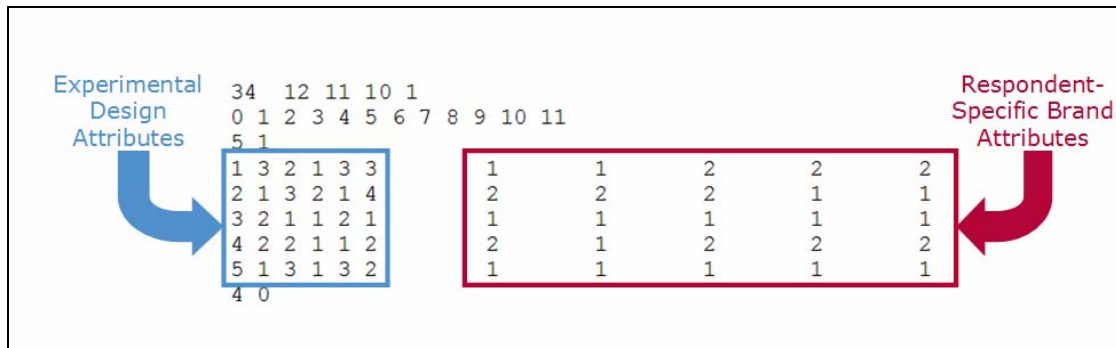 Experimental
Design
Attributes
34 12 11 10 1
0 1 2 3 4 5 6 7 8 9 10 11
5 1
1 3 2 1 3 3 1 1 2 2 2
2 1 3 2 1 4 2 2 2 1 1
3 2 1 1 2 1 1 1 1 1 1
4 2 2 1 1 2 2 1 2 2 2
5 1 3 1 3 2 1 1 1 1 1
4 0
Respondent-
Specific Brand
Attributes